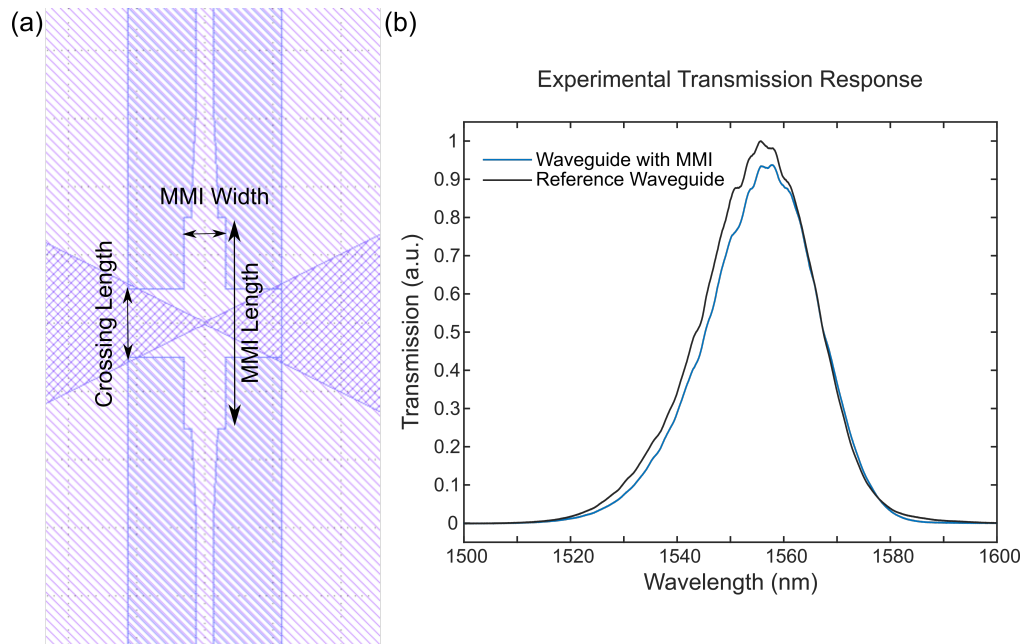 (a)
MMI Width
Crossing Length
MMI Length
(b)
Experimental Transmission Response
Waveguide with MMI
Reference Waveguide
Transmission (a.u.)
1
0.9
0.8
0.7
0.6
0.5
0.4
0.3
0.2
0.1
0
1500 1520 1540 1560 1580 1600
Wavelength (nm)